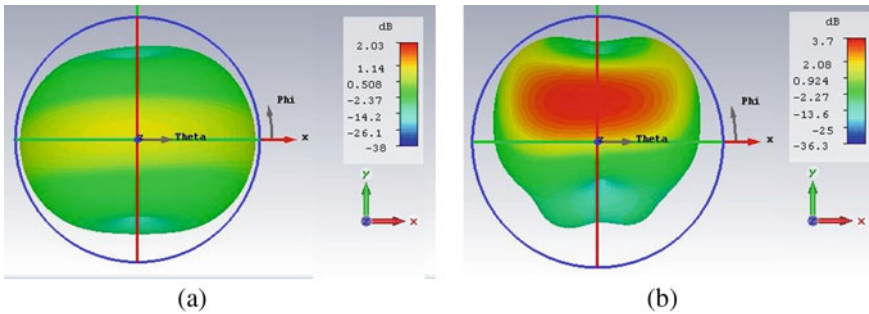 dB
2.03
1.14
0.508
-2.37
-14.2
-26.1
-38
Phi
Theta
x
z
y
x
z
(a)
dB
3.7
2.08
0.924
-2.27
-13.6
-25
-36.3
Phi
Theta
x
y
x
z
(b)